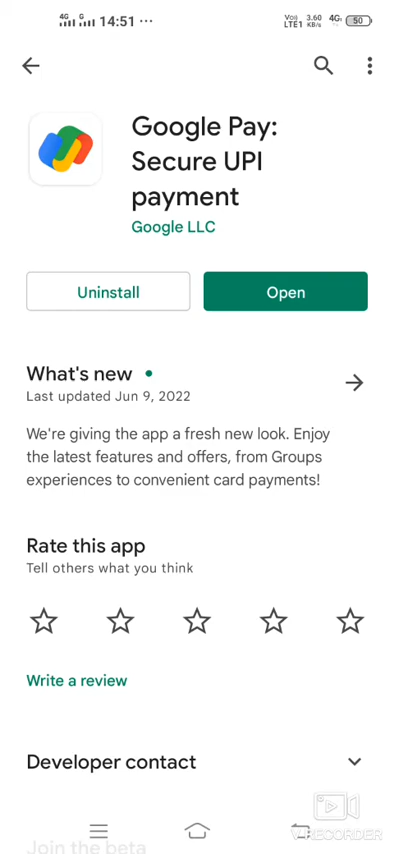 4G G 14:51 ...
Vo) 3.60 4G 50
LTE1 KB/s
Google Pay:
Secure UPI
payment
Google LLC
Uninstall Open
What's new
Last updated Jun 9, 2022
We're giving the app a fresh new look. Enjoy
the latest features and offers, from Groups
experiences to convenient card payments!
Rate this app
Tell others what you think
Write a review
Developer contact
V.RECORDER
Join the beta